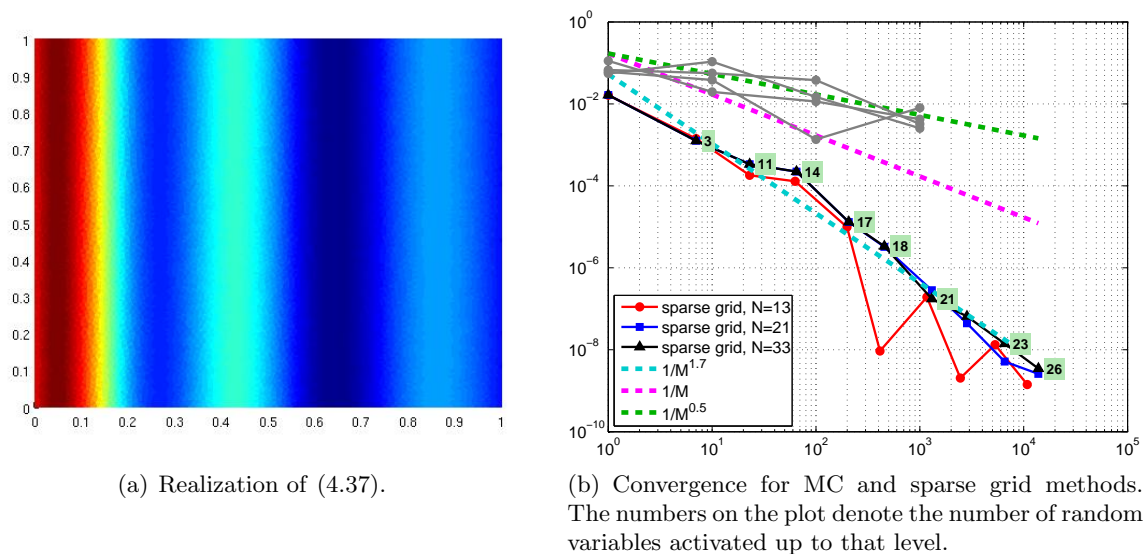 1
0.9
0.8
0.7
0.6
0.5
0.4
0.3
0.2
0.1
0
0 0.1 0.2 0.3 0.4 0.5 0.6 0.7 0.8 0.9 1
(a) Realization of (4.37).
10^0
10^-2
10^-4
10^-6
10^-8
10^-10
3
11
14
17
18
21
23
26
sparse grid, N=13
sparse grid, N=21
sparse grid, N=33
1/M^1.7
1/M
1/M^0.5
10^0 10^1 10^2 10^3 10^4 10^5
(b) Convergence for MC and sparse grid methods.
The numbers on the plot denote the number of random
variables activated up to that level.